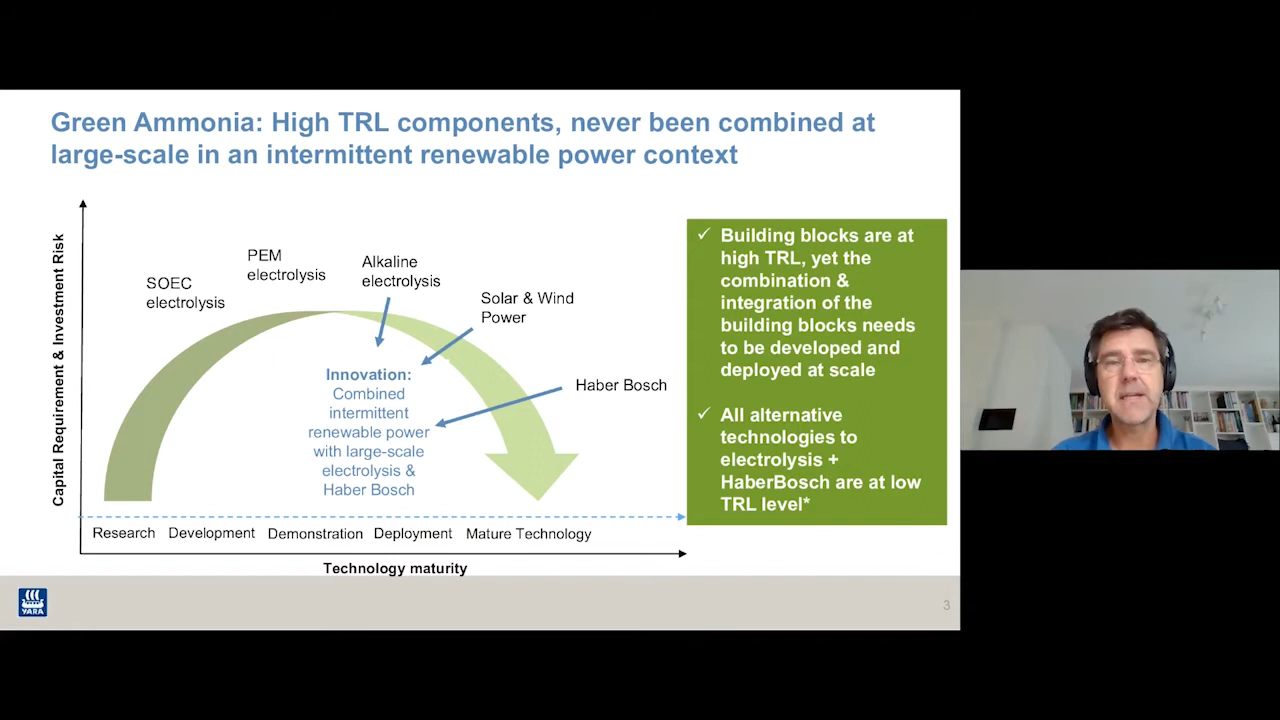 Green Ammonia: High TRL components, never been combined at
large-scale in an intermittent renewable power context
Capital Requirement & Investment Risk
SOEC
electrolysis
PEM
electrolysis
Alkaline
electrolysis
Solar & Wind
Power
Haber Bosch
Innovation:
Combined
intermittent
renewable power
with large-scale
electrolysis &
Haber Bosch
Research Development Demonstration Deployment Mature Technology
Technology maturity
✓ Building blocks are at
high TRL, yet the
combination &
integration of the
building blocks needs
to be developed and
deployed at scale
✓ All alternative
technologies to
electrolysis +
HaberBosch are at low
TRL level*
YARA
3